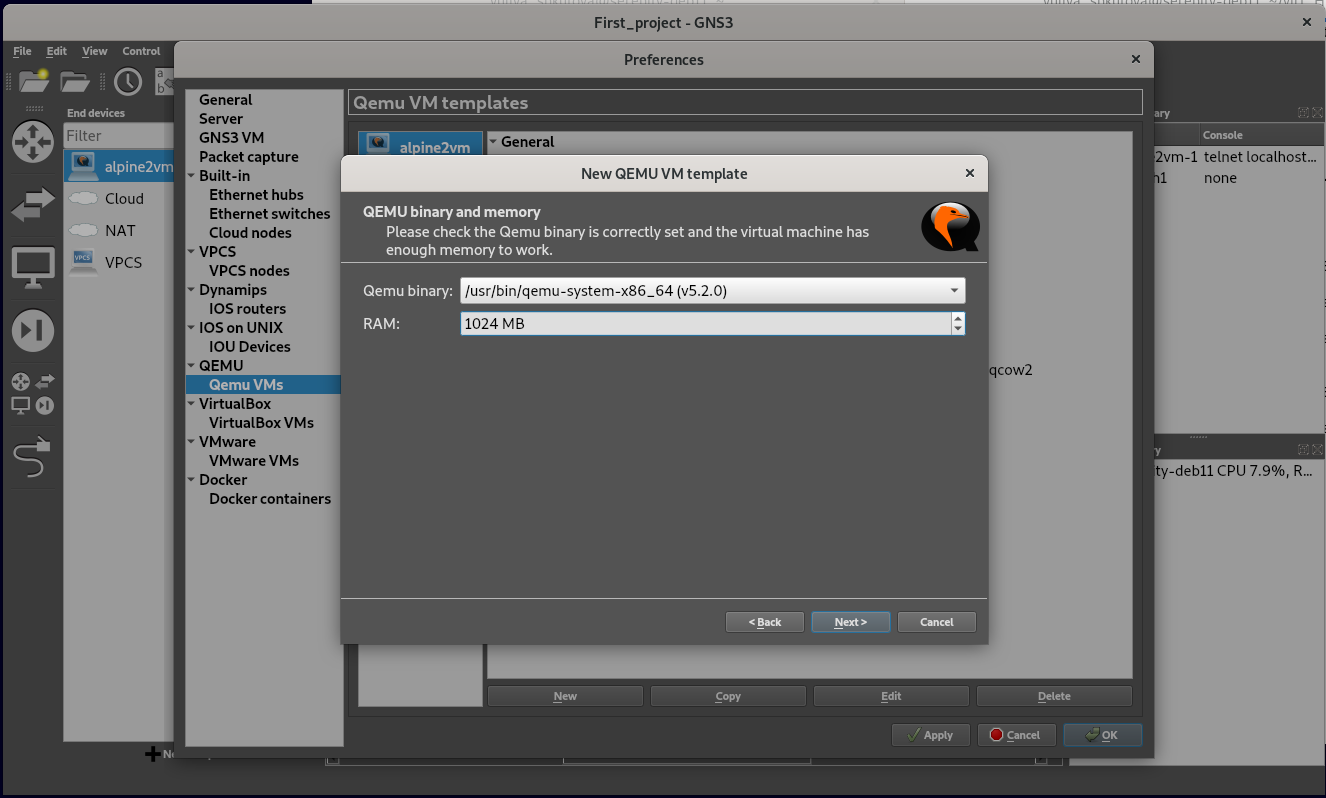 First_project - GNS3
File Edit View Control
Preferences
End devices
Filter
alpine2vm
Cloud
NAT
VPCS
General
Server
GNS3 VM
Packet capture
Built-in
Ethernet hubs
Ethernet switches
Cloud nodes
VPCS
VPCS nodes
Dynamips
IOS routers
IOS on UNIX
IOU Devices
QEMU
Qemu VMs
VirtualBox
VirtualBox VMs
VMware
VMware VMs
Docker
Docker containers
Qemu VM templates
alpine2vm
General
New QEMU VM template
QEMU binary and memory
Please check the Qemu binary is correctly set and the virtual machine has
enough memory to work.
Qemu binary: /usr/bin/qemu-system-x86_64 (v5.2.0)
RAM: 1024 MB
< Back Next > Cancel
qcow2
New Copy Edit Delete
Apply Cancel OK
ary
Console
2vm-1 telnet localhost...
none
ty-deb11 CPU 7.9%, R...